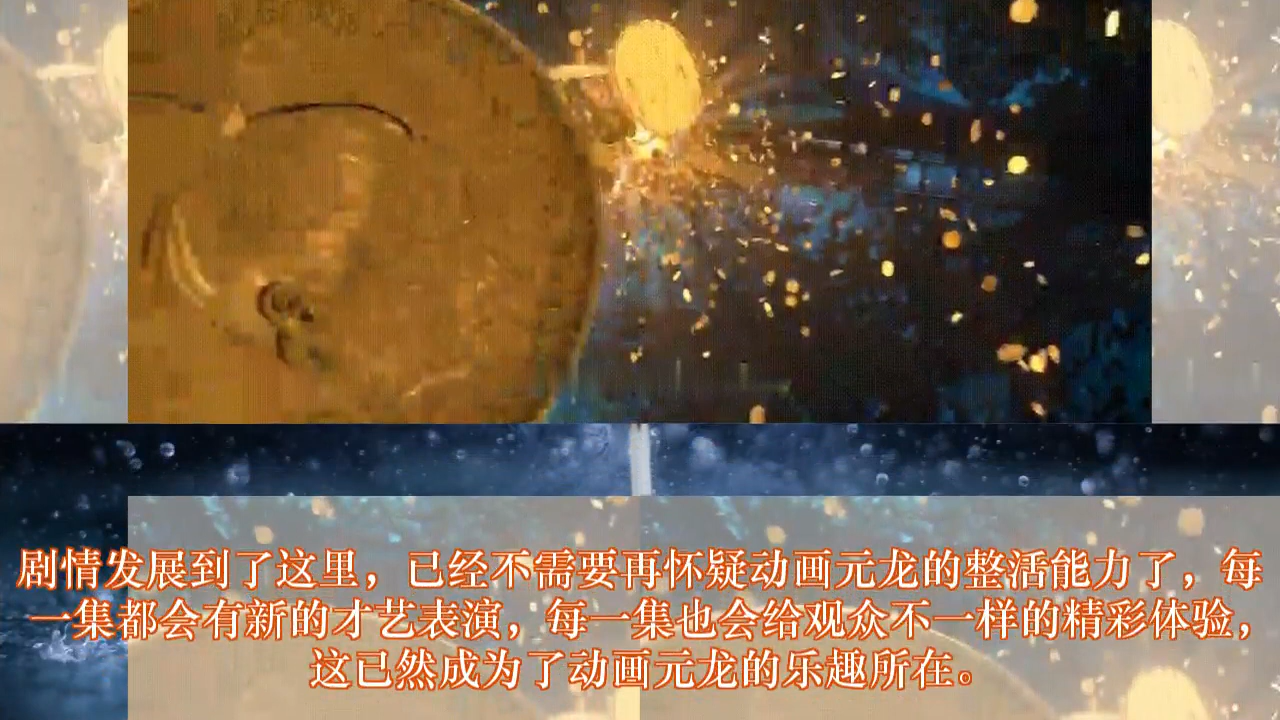 剧情发展到了这里，已经不需要再怀疑动画元龙的整活能力了，每
一集都会有新的才艺表演，每一集也会给观众不一样的精彩体验，
这已然成为了动画元龙的乐趣所在。